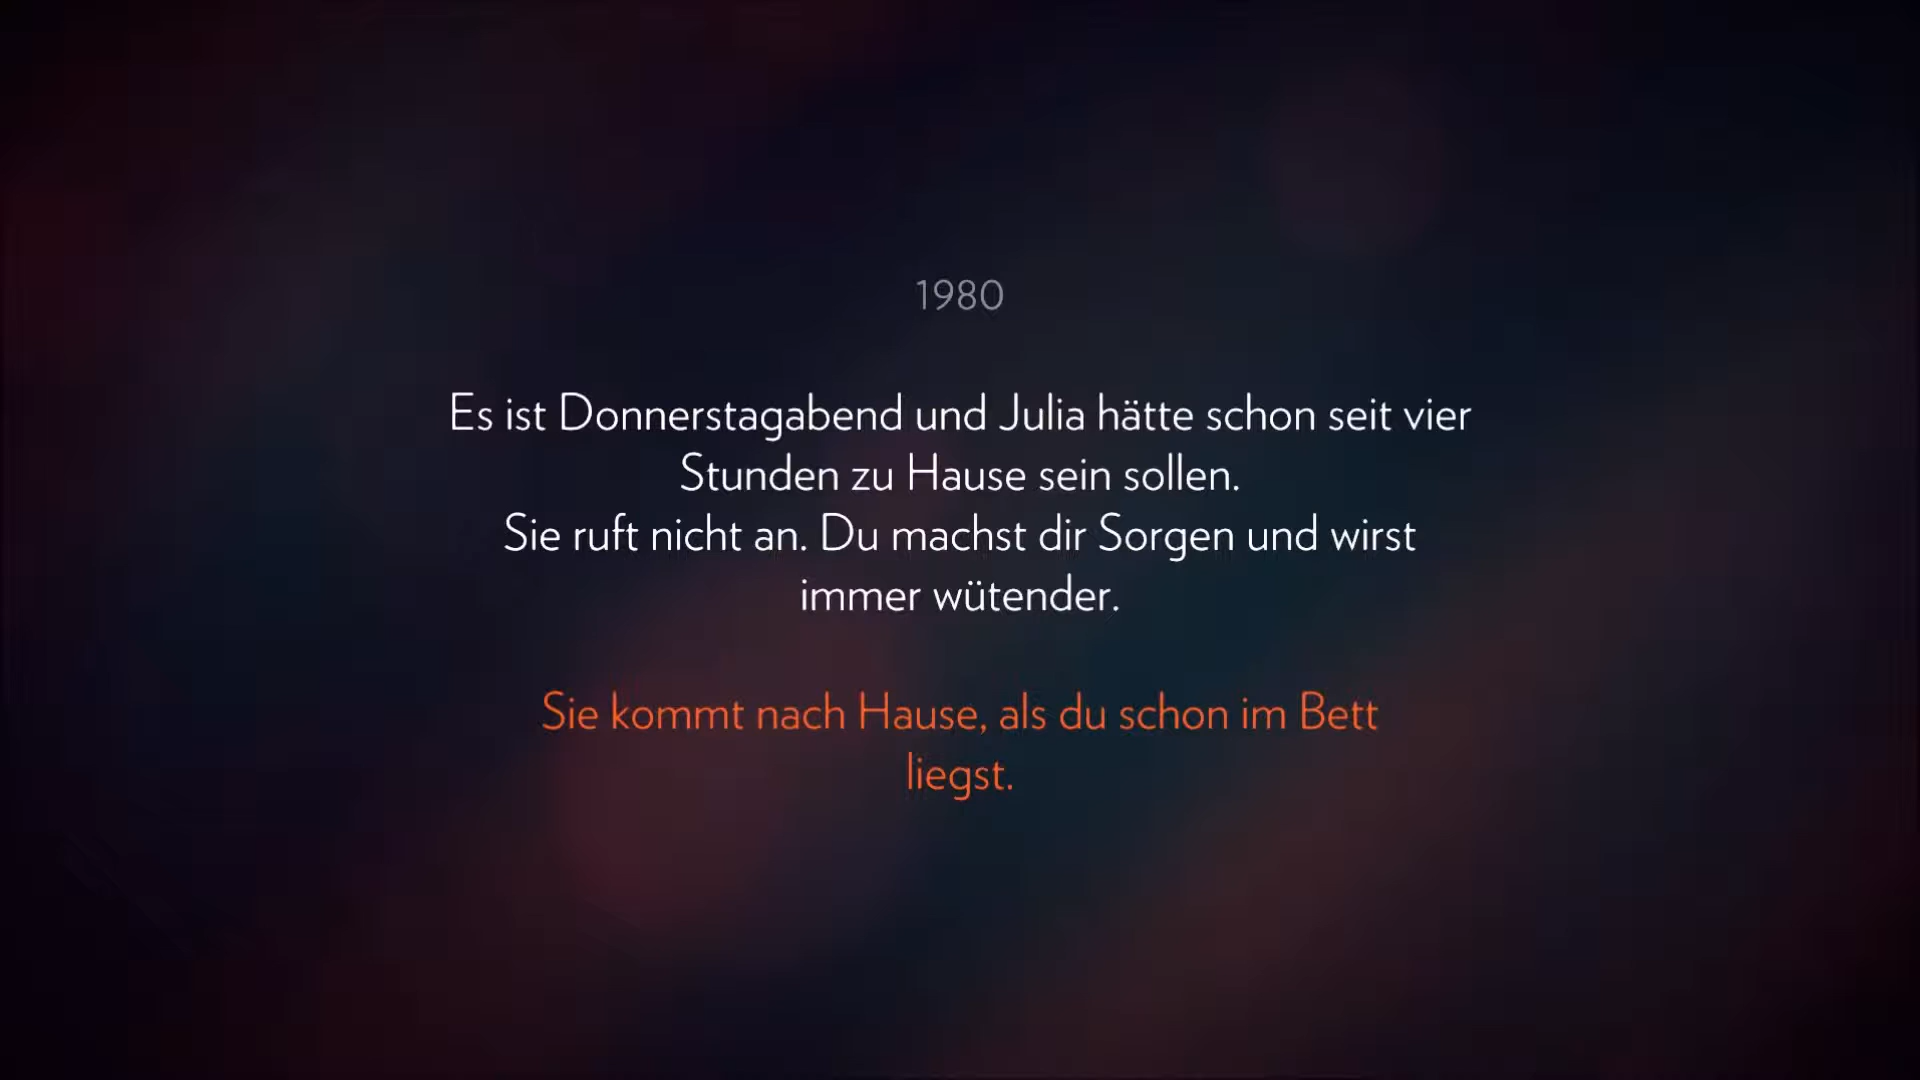 1980
Es ist Donnerstagabend und Julia hätte schon seit vier
Stunden zu Hause sein sollen.
Sie ruft nicht an. Du machst dir Sorgen und wirst
immer wütender.
Sie kommt nach Hause, als du schon im Bett
liegst.